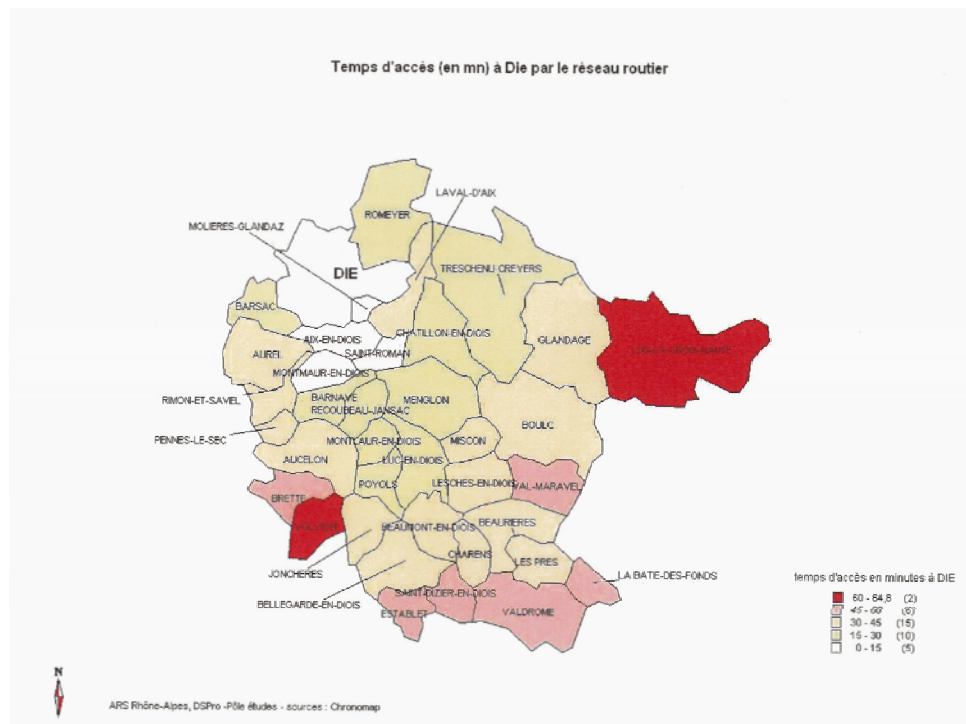 Temps d'accès (en mn) à Die par le réseau routier
LAVAL-D'AIX
ROMEYER
MOLIERES-GLANDAZ
DIE
TRESCHENU CREYERS
BARSAC
CHATILLON-EN-DIOIS
AIX-EN-DIOIS
GLANDAGE
SAINT-ROMAN
AUREL
MONTMAUR-EN-DIOIS
RIMON-ET-SAVEL
BARNAVE
MENGLON
RECOUBEAU-JANSAC
BOULC
PENNES-LE-SEC
MONTLAUR-EN-DIOIS
MISCON
AUCELON
LUC-EN-DIOIS
POYOLS
LESCHES-EN-DIOIS
VAL-MARAVEL
BRETTE
BEAUMONT-EN-DIOIS
BEAURIERES
CHARENS
LES PRES
JONCHERES
LA BATE-DES-FONDS
SAINT-DIZIER-EN-DIOIS
BELLEGARDE-EN-DIOIS
ESTABLET
VALDROME
temps d'accès en minutes à DIE
60 - 64,8 (2)
45 - 60 (6)
30 - 45 (15)
15 - 30 (10)
0 - 15 (5)
N
ARS Rhône-Alpes, DSPro -Pôle études - sources : Chronomap